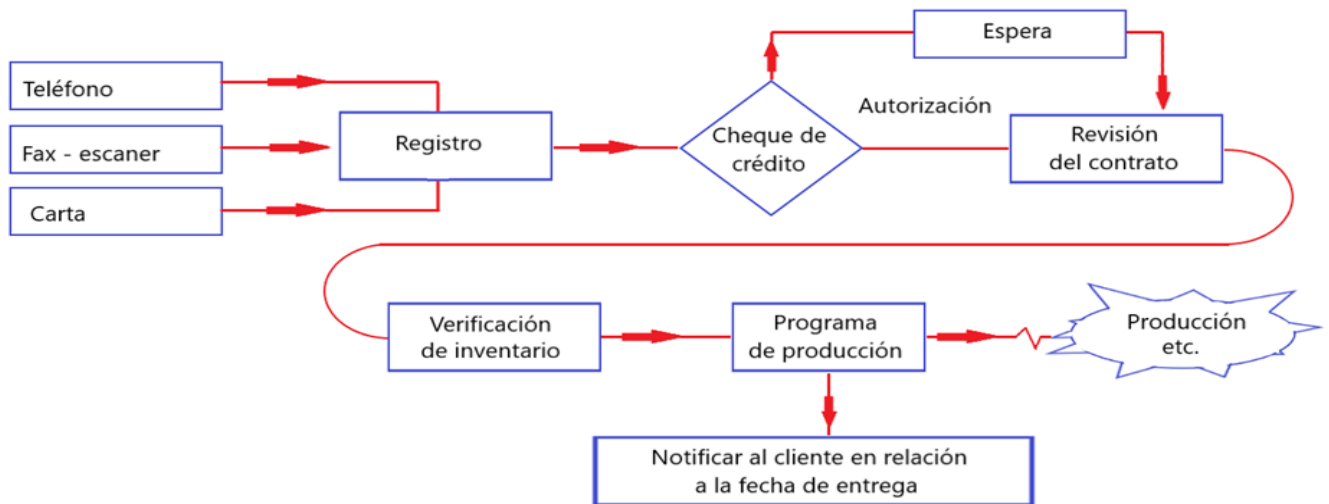 Teléfono
Fax - escaner
Carta
Registro
Cheque de
crédito
Espera
Autorización
Revisión
del contrato
Verificación
de inventario
Programa
de producción
Producción
etc.
Notificar al cliente en relación
a la fecha de entrega